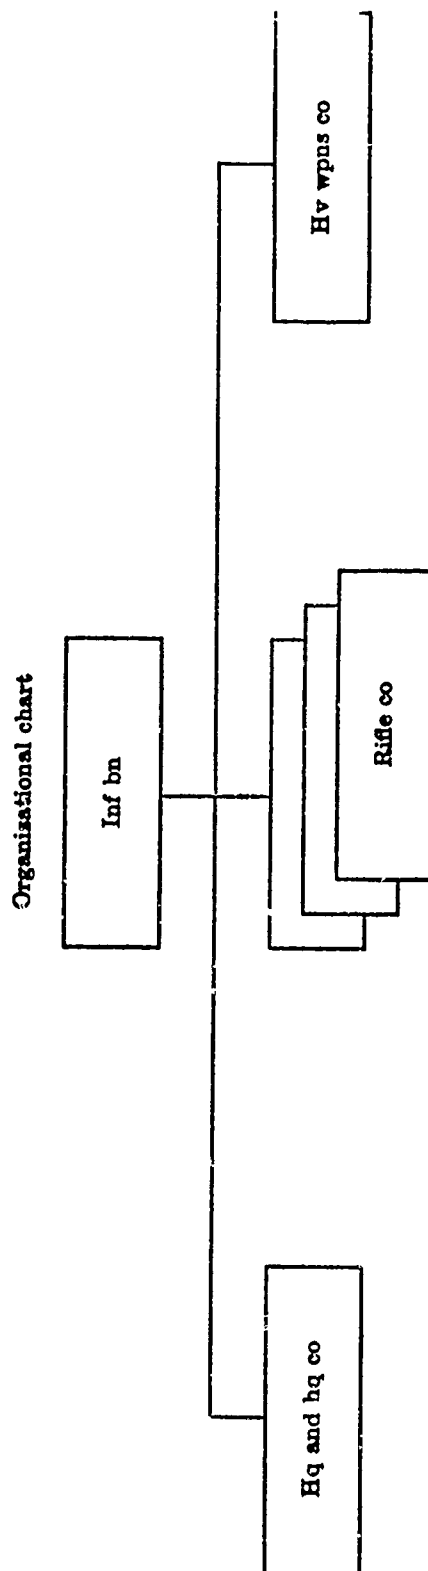 Organizational chart
Inf bn
Hq and hq co
Rifle co
Hv wpns co